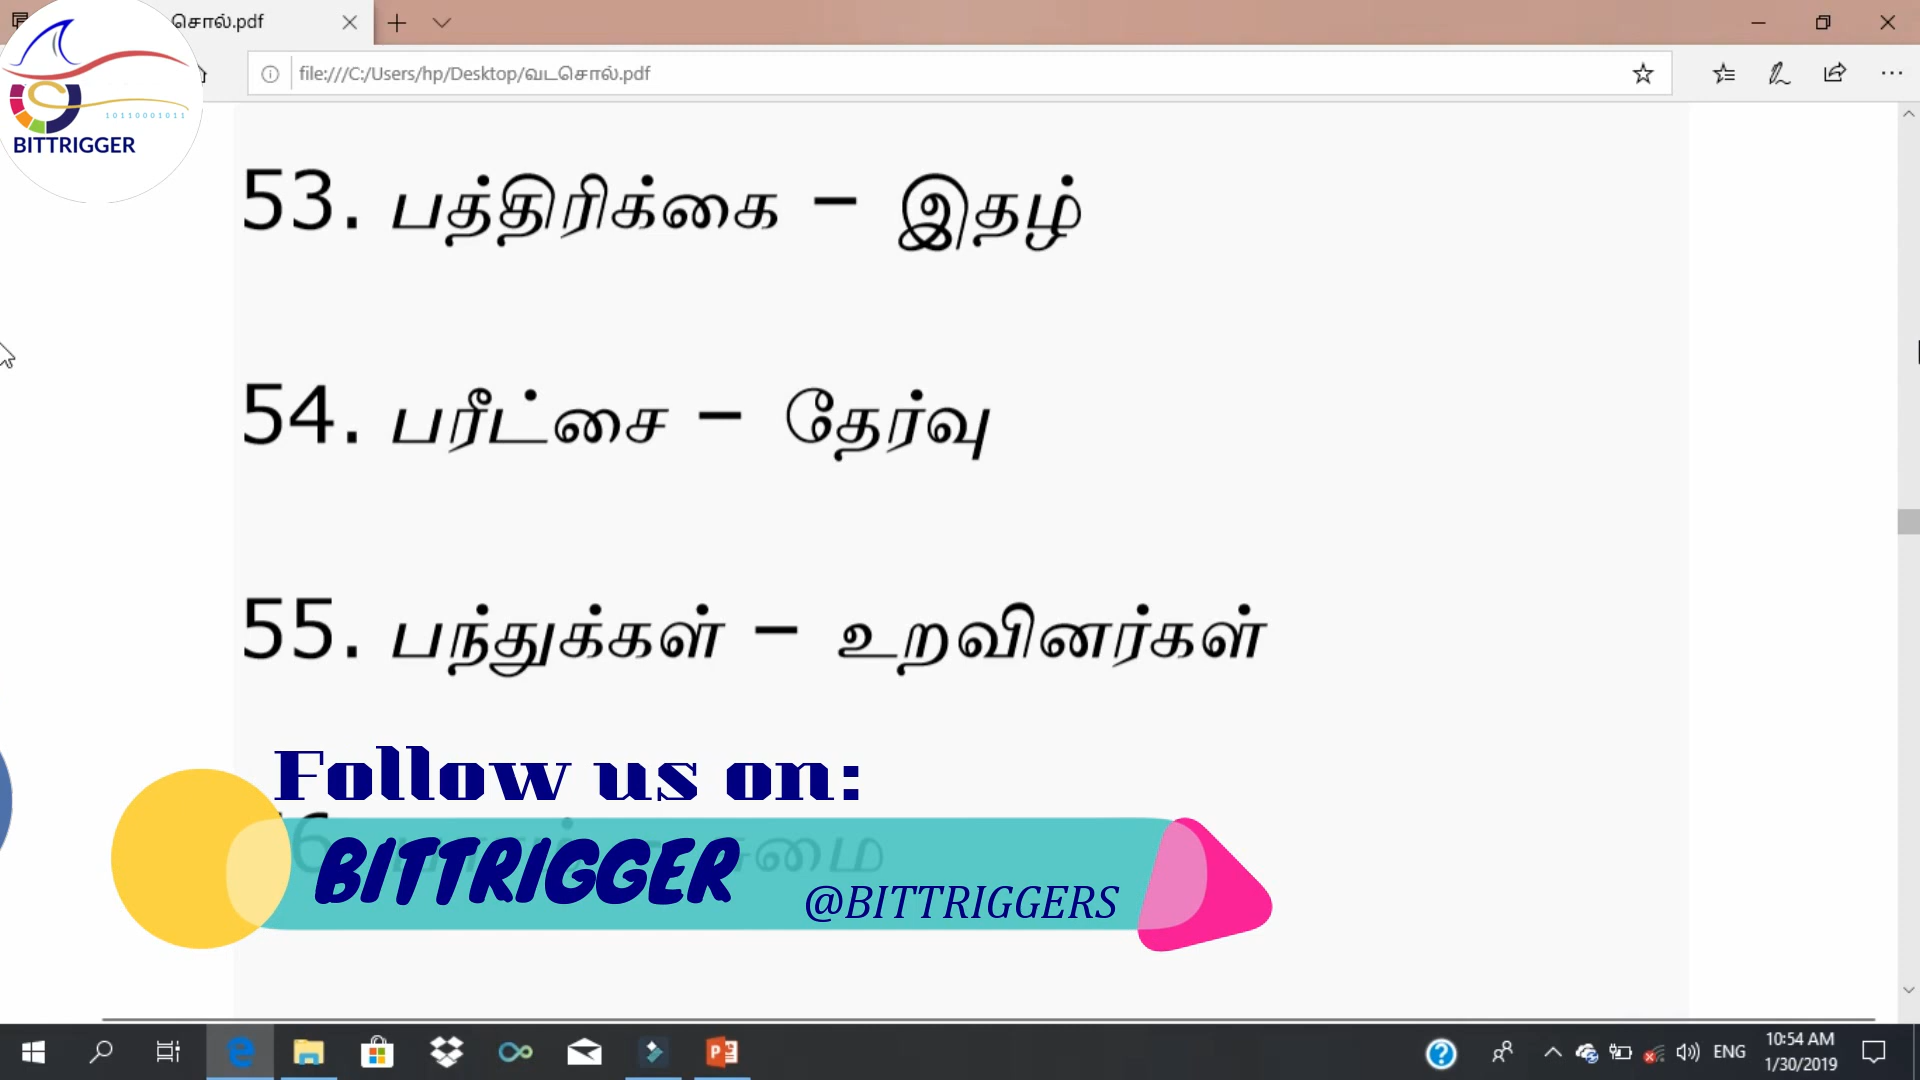 சொல்.pdf
file:///C:/Users/hp/Desktop/வடசொல்.pdf
10110001011
BITTRIGGER
53. பத்திரிக்கை – இதழ்
54. பரீட்சை – தேர்வு
55. பந்துக்கள் – உறவினர்கள்
Follow us on:
BITTRIGGER
@BITTRIGGERS
ENG
10:54 AM
1/30/2019